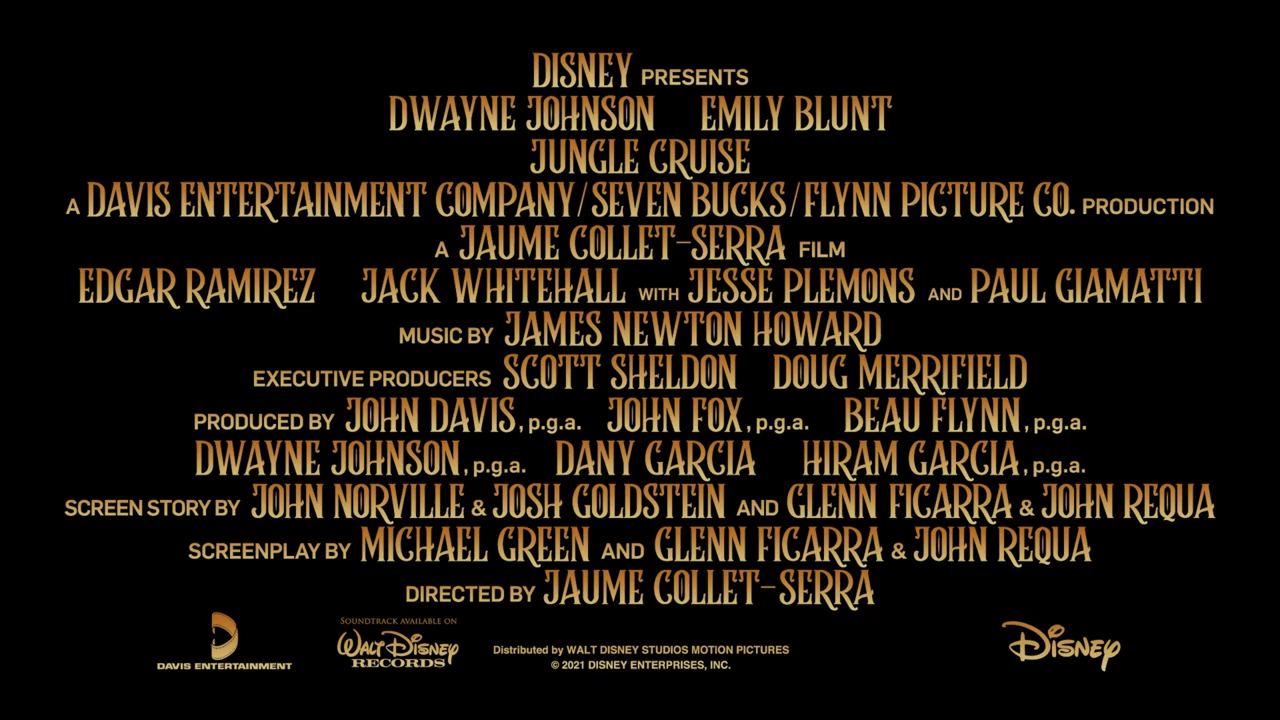 DISNEY PRESENTS
DWAYNE JOHNSON EMILY BLUNT
JUNGLE CRUISE
A DAVIS ENTERTAINMENT COMPANY/SEVEN BUCKS/FLYNN PICTURE CO. PRODUCTION
A JAUME COLLET-SERRA FILM
EDGAR RAMIREZ JACK WHITEHALL WITH JESSE PLEMONS AND PAUL GIAMATTI
MUSIC BY JAMES NEWTON HOWARD
EXECUTIVE PRODUCERS SCOTT SHELDON DOUG MERRIFIELD
PRODUCED BY JOHN DAVIS, p.g.a. JOHN FOX, p.g.a. BEAU FLYNN, p.g.a.
DWAYNE JOHNSON, p.g.a. DANY GARCIA HIRAM GARCIA, p.g.a.
SCREEN STORY BY JOHN NORVILLE & JOSH GOLDSTEIN AND GLENN FICARRA & JOHN REQUA
SCREENPLAY BY MICHAEL GREEN AND GLENN FICARRA & JOHN REQUA
DIRECTED BY JAUME COLLET-SERRA
DAVIS ENTERTAINMENT
SOUNDTRACK AVAILABLE ON
WALT DISNEY
RECORDS
Distributed by WALT DISNEY STUDIOS MOTION PICTURES
© 2021 DISNEY ENTERPRISES, INC.
DISNEY